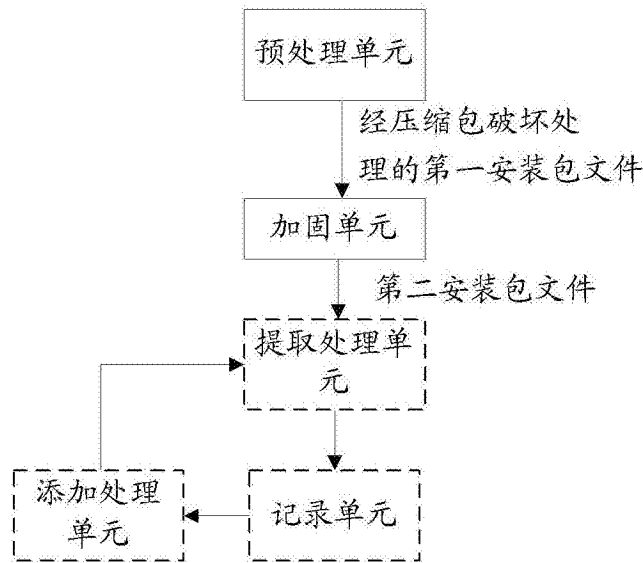 预处理单元
经压缩包破坏处
理的第一安装包文件
加固单元
第二安装包文件
提取处理单
元
添加处理
单元
记录单元